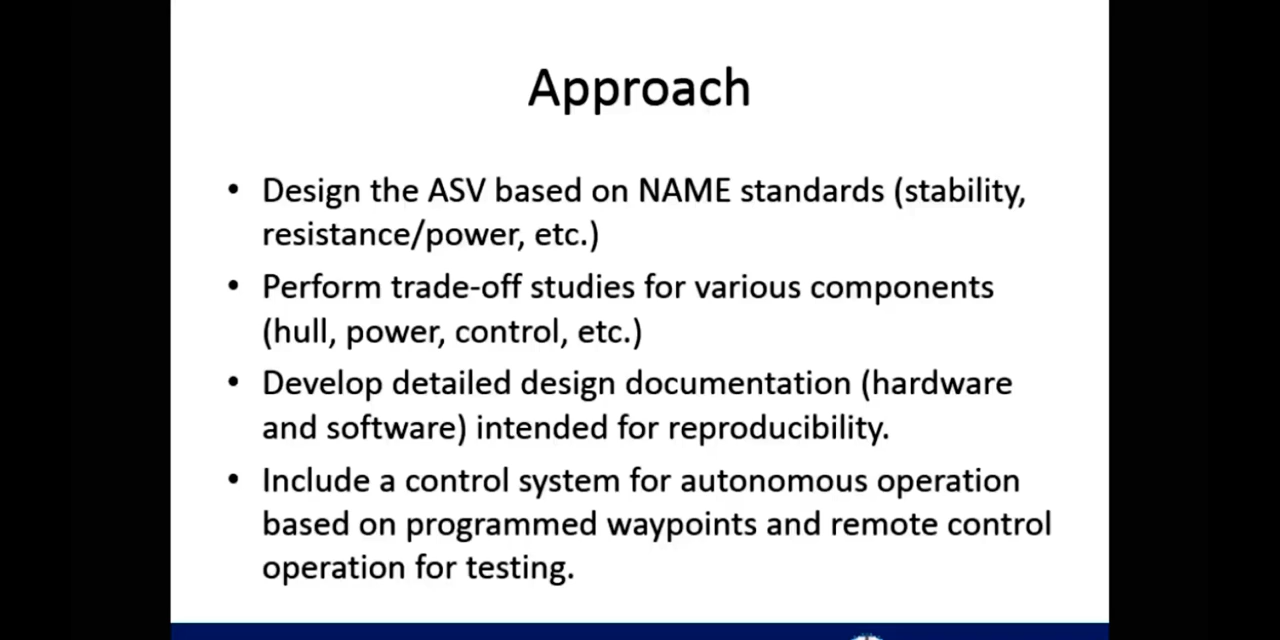 Approach
• Design the ASV based on NAME standards (stability,
resistance/power, etc.)
• Perform trade-off studies for various components
(hull, power, control, etc.)
• Develop detailed design documentation (hardware
and software) intended for reproducibility.
• Include a control system for autonomous operation
based on programmed waypoints and remote control
operation for testing.